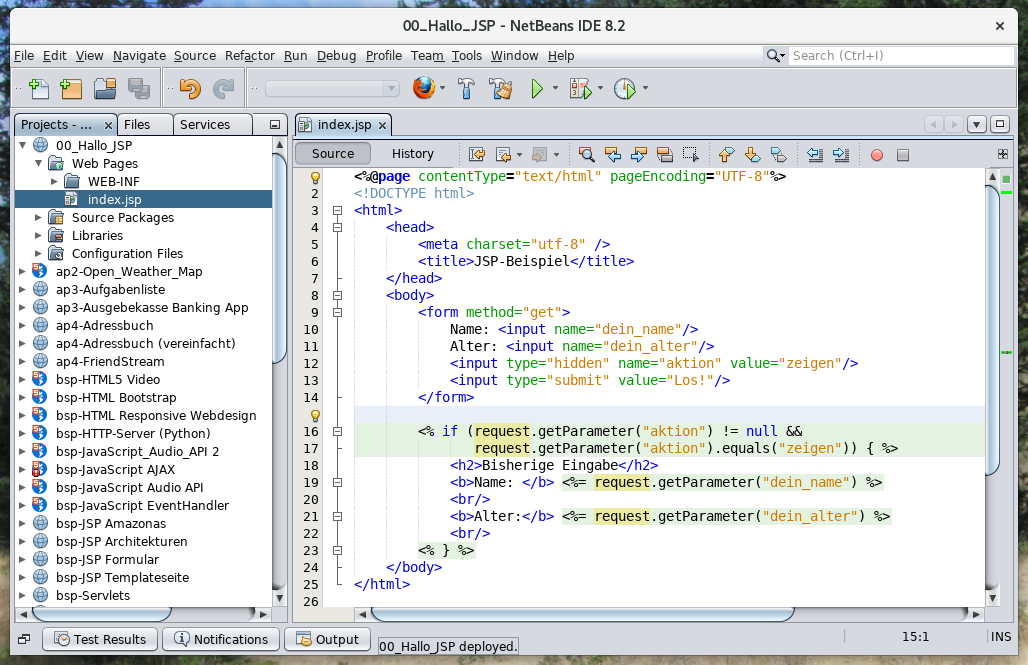 00_Hallo_JSP - NetBeans IDE 8.2
File Edit View Navigate Source Refactor Run Debug Profile Team Tools Window Help
Search (Ctrl+I)
Projects - ...
Files
Services
00_Hallo_JSP
Web Pages
WEB-INF
index.jsp
Source Packages
Libraries
Configuration Files
ap2-Open_Weather_Map
ap3-Aufgabenliste
ap3-Ausgebekasse Banking App
ap4-Adressbuch
ap4-Adressbuch (vereinfacht)
ap4-FriendStream
bsp-HTML5 Video
bsp-HTML Bootstrap
bsp-HTML Responsive Webdesign
bsp-HTTP-Server (Python)
bsp-JavaScript_Audio_API 2
bsp-JavaScript AJAX
bsp-JavaScript Audio API
bsp-JavaScript EventHandler
bsp-JSP Amazonas
bsp-JSP Architekturen
bsp-JSP Formular
bsp-JSP Templateseite
bsp-Servlets
index.jsp
Source History
<%@page contentType="text/html" pageEncoding="UTF-8"%>
2 <!DOCTYPE html>
3 <html>
4 <head>
5 <meta charset="utf-8" />
6 <title>JSP-Beispiel</title>
7 </head>
8 <body>
9 <form method="get">
10 Name: <input name="dein_name"/>
11 Alter: <input name="dein_alter"/>
12 <input type="hidden" name="aktion" value="zeigen"/>
13 <input type="submit" value="Los!"/>
14 </form>
16 <% if (request.getParameter("aktion") != null &&
17 request.getParameter("aktion").equals("zeigen")) { %>
18 <h2>Bisherige Eingabe</h2>
19 <b>Name: </b> <%= request.getParameter("dein_name") %>
20 <br/>
21 <b>Alter:</b> <%= request.getParameter("dein_alter") %>
22 <br/>
23 <% } %>
24 </body>
25 </html>
26
Test Results
Notifications
Output
00_Hallo_JSP deployed.
15:1
INS